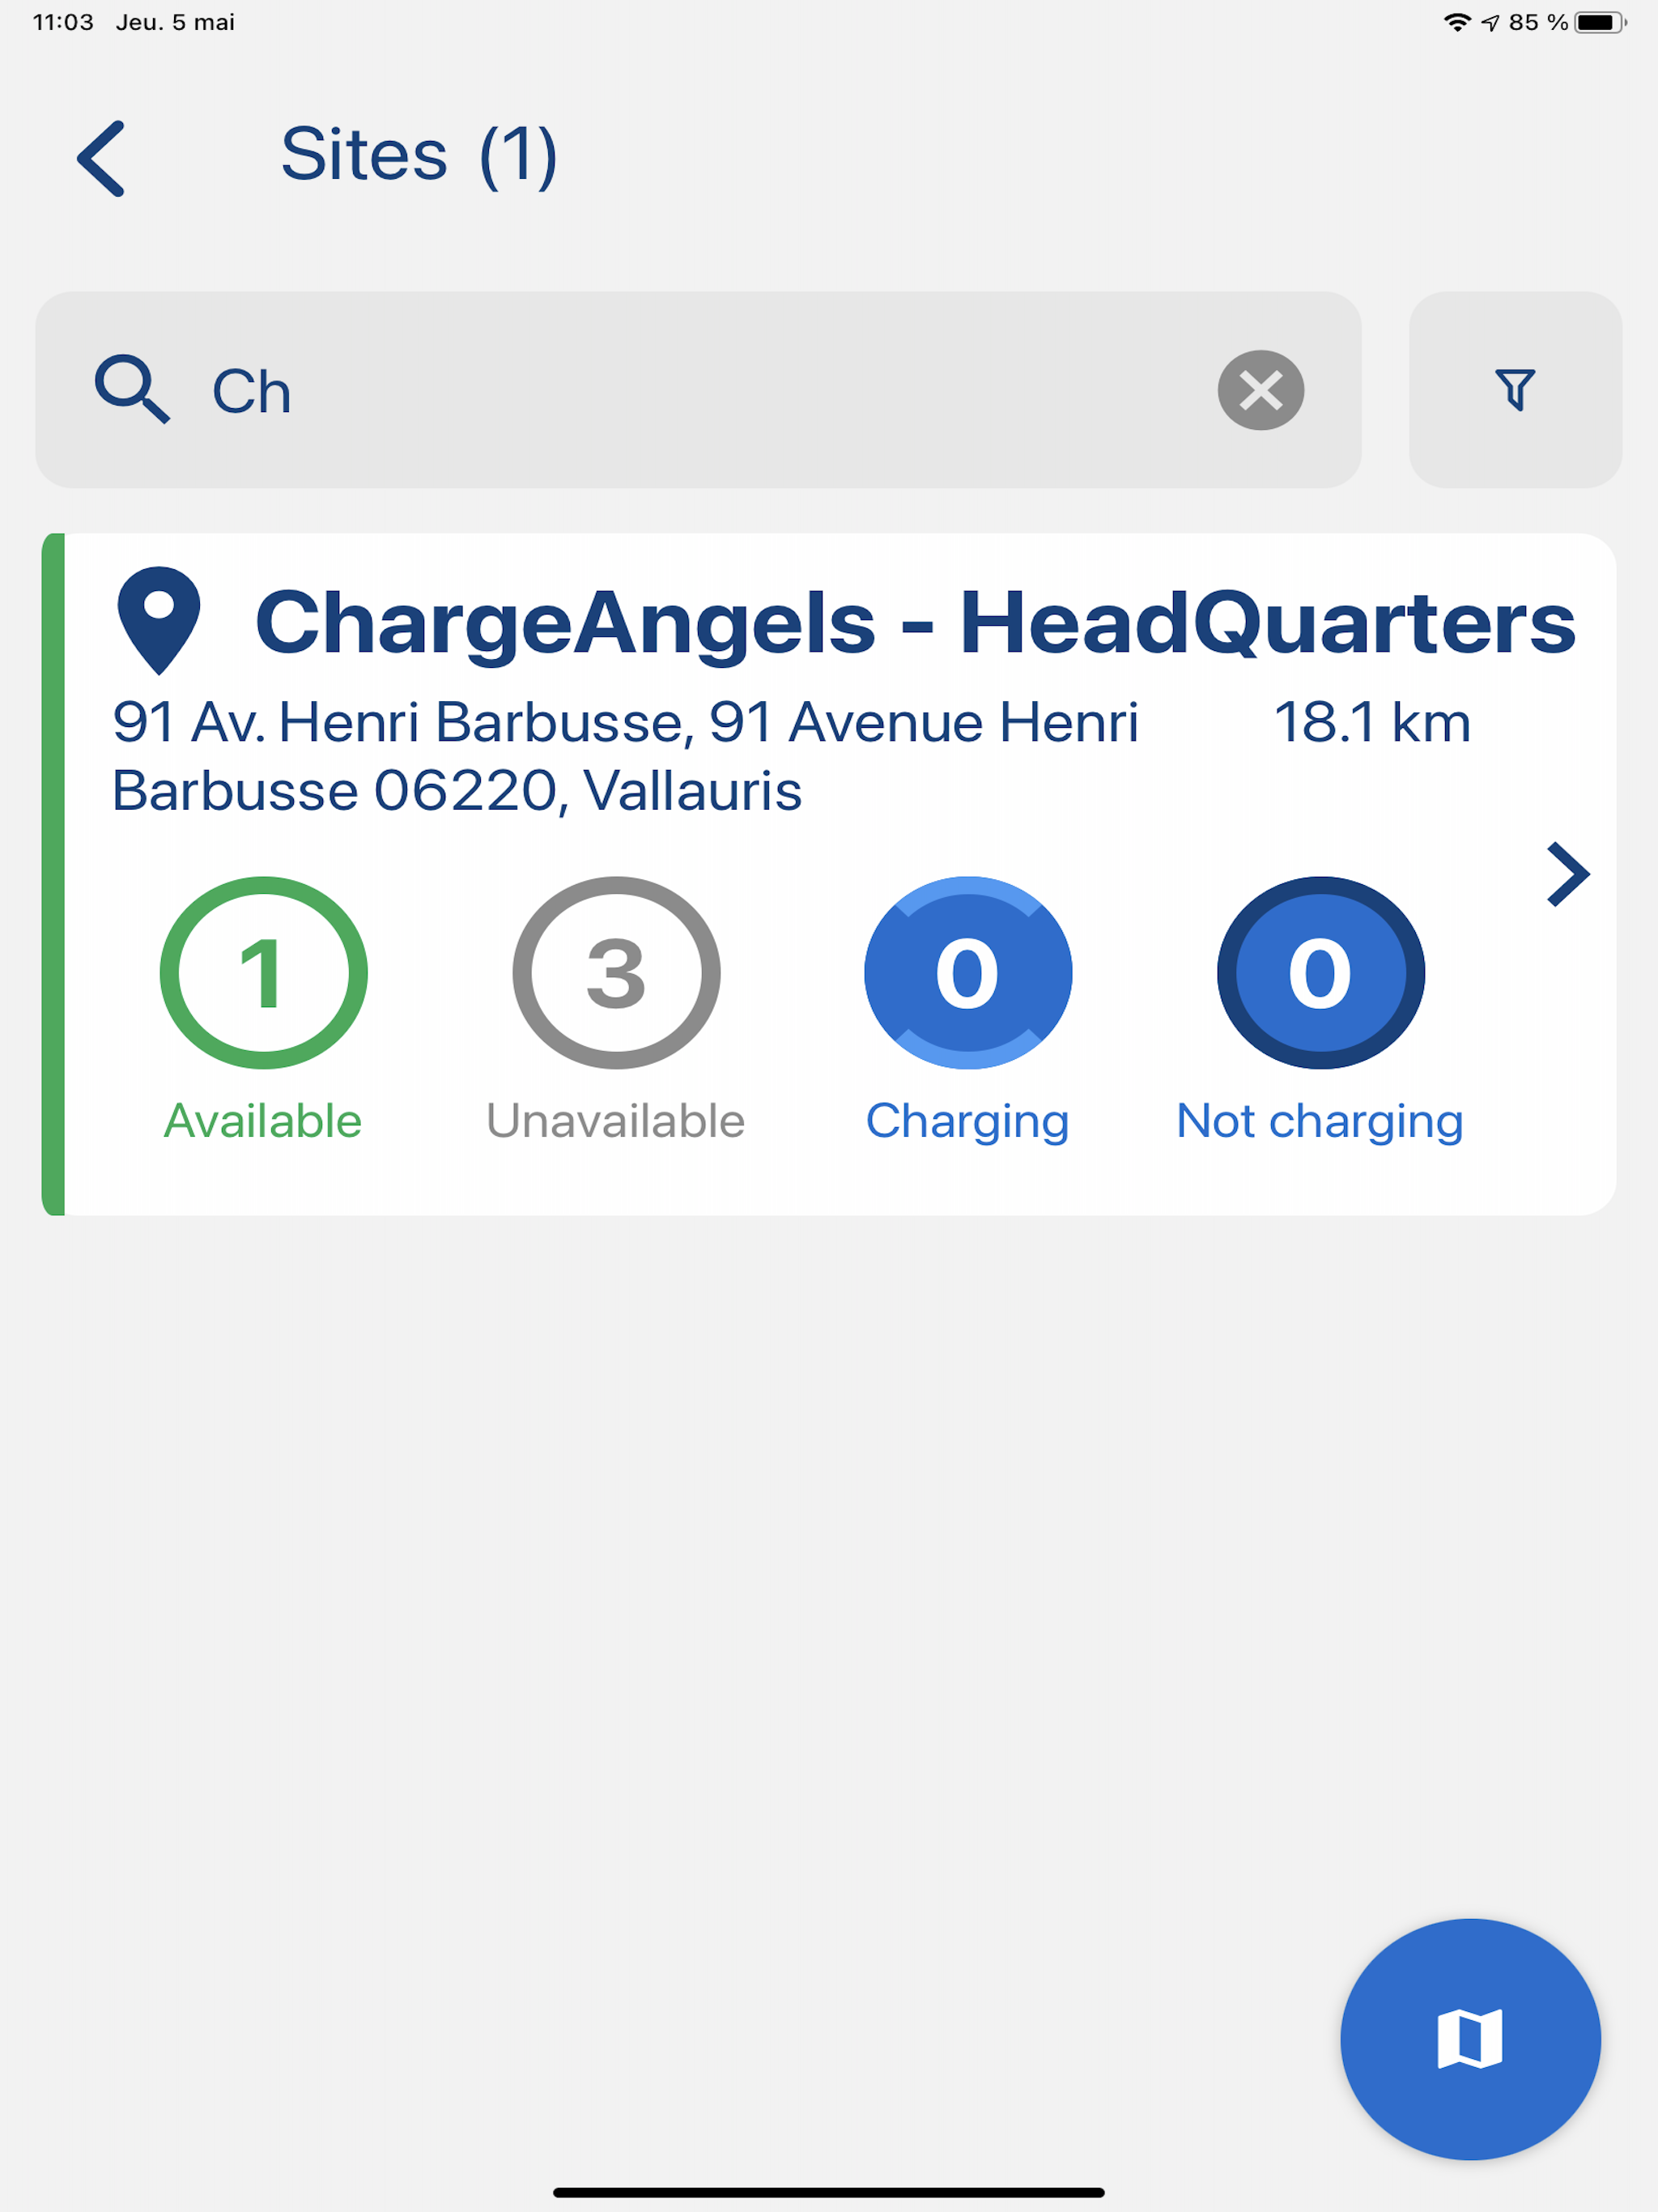 11:03 Jeu. 5 mai 85 %
Sites (1)
Ch
ChargeAngels - HeadQuarters
91 Av. Henri Barbusse, 91 Avenue Henri 18.1 km
Barbusse 06220, Vallauris
1 3 0 0
Available Unavailable Charging Not charging